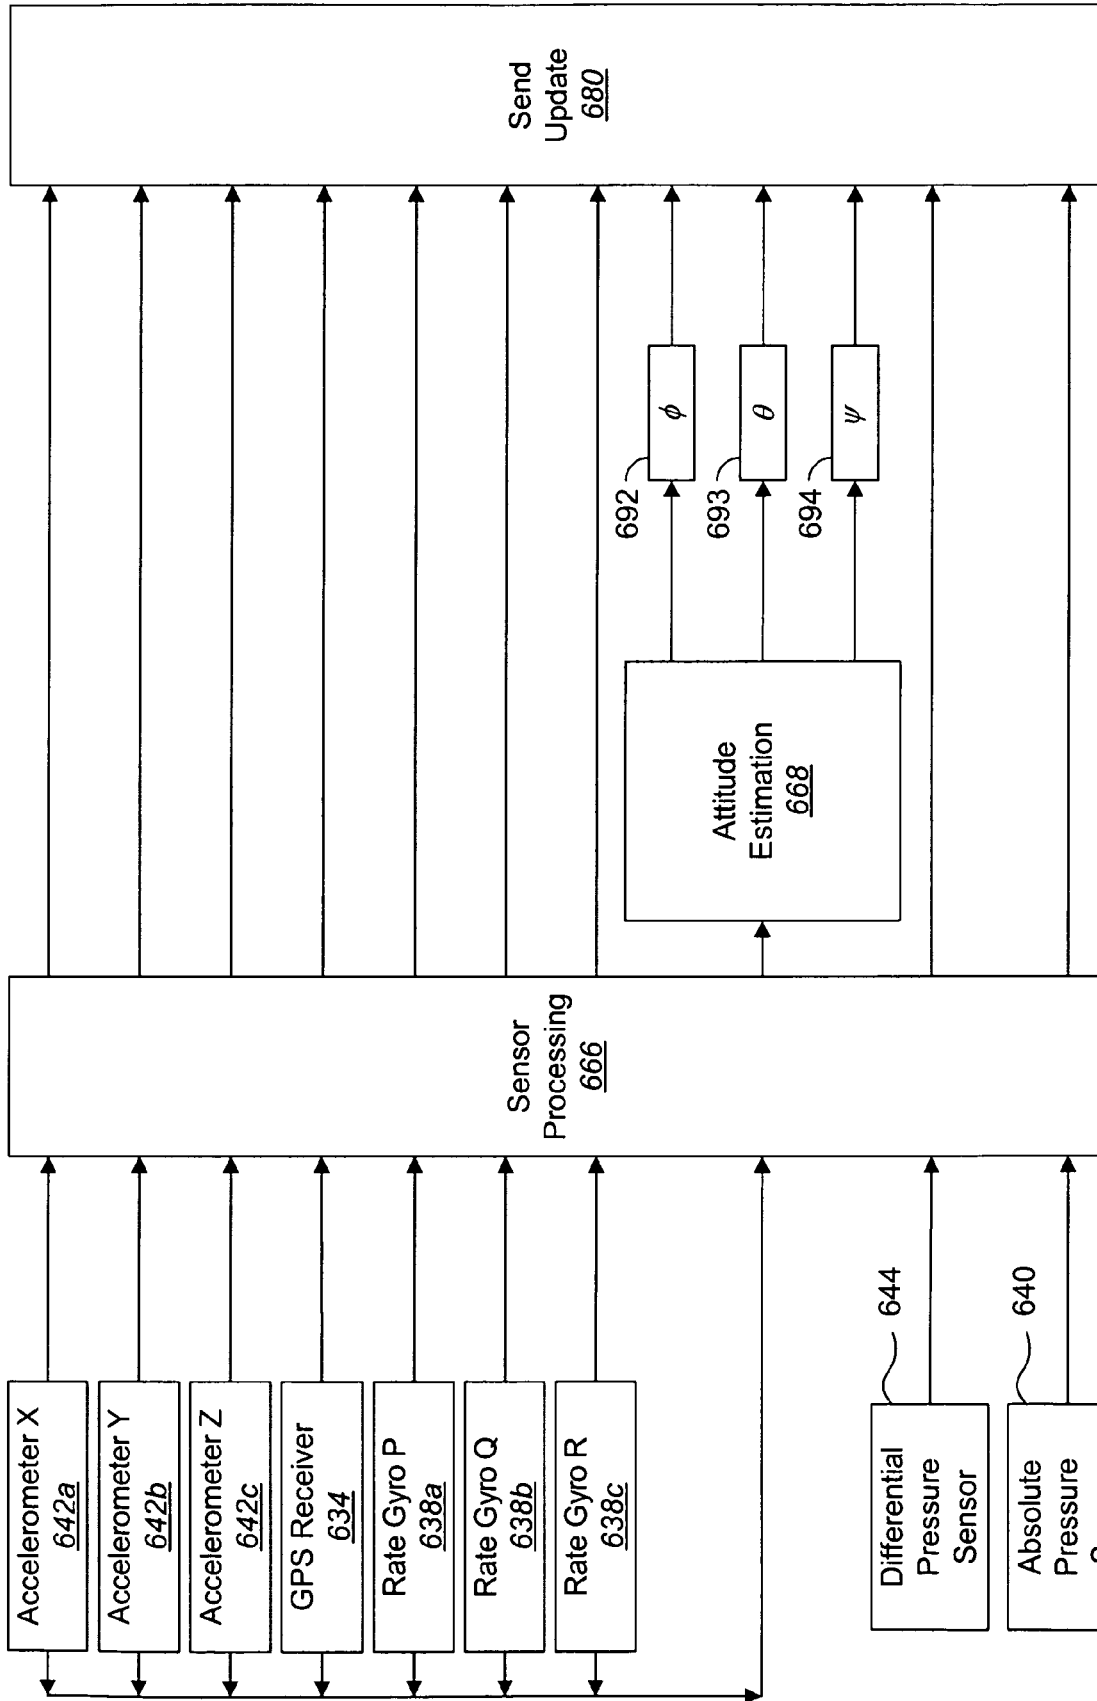 Accelerometer X
642a
Accelerometer Y
642b
Accelerometer Z
642c
GPS Receiver
634
Rate Gyro P
638a
Rate Gyro Q
638b
Rate Gyro R
638c
Differential
Pressure
Sensor
644
Absolute
Pressure
640
Sensor
Processing
666
Attitude
Estimation
668
692
ϕ
693
θ
694
ψ
Send
Update
680